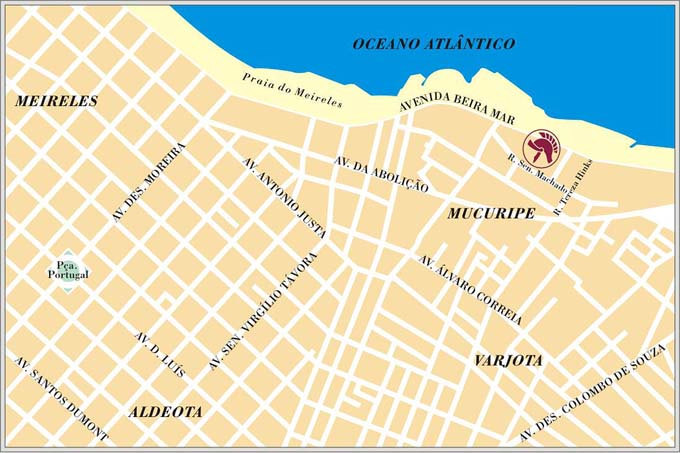 OCEANO ATLÂNTICO
MEIRELES
Praia do Meireles
AVENIDA BEIRA MAR
AV. DES. MOREIRA
AV. ANTONIO JUSTA
AV. DA ABOLIÇÃO
R. Sen. Machado
R. Tereza Hinks
MUCURIPE
Pça.
Portugal
AV. SEN. VIRGÍLIO TÁVORA
AV. ÁLVARO CORREIA
AV. D. LUÍS
VARJOTA
AV. SANTOS DUMONT
ALDEOTA
AV. DES. COLOMBO DE SOUZA